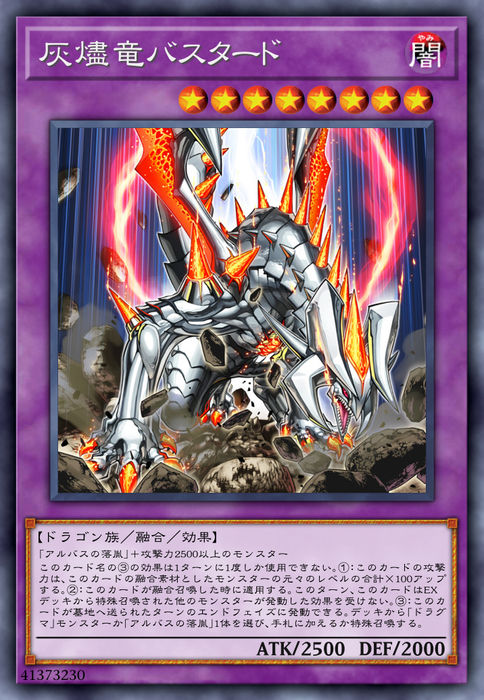 灰燼竜バスタード
やみ
闇
【ドラゴン族／融合／効果】
「アルバスの落胤」＋攻撃力2500以上のモンスター
このカード名の③の効果は1ターンに1度しか使用できない。①：このカードの攻撃
力は、このカードの融合素材としたモンスターの元々のレベルの合計×100アップ
する。②：このカードが融合召喚した時に適用する。このターン、このカードはEX
デッキから特殊召喚された他のモンスターが発動した効果を受けない。③：このカ
ードが墓地へ送られたターンのエンドフェイズに発動できる。デッキから「ドラグ
マ」モンスターか「アルバスの落胤」1体を選び、手札に加えるか特殊召喚する。
ATK/2500 DEF/2000
41373230